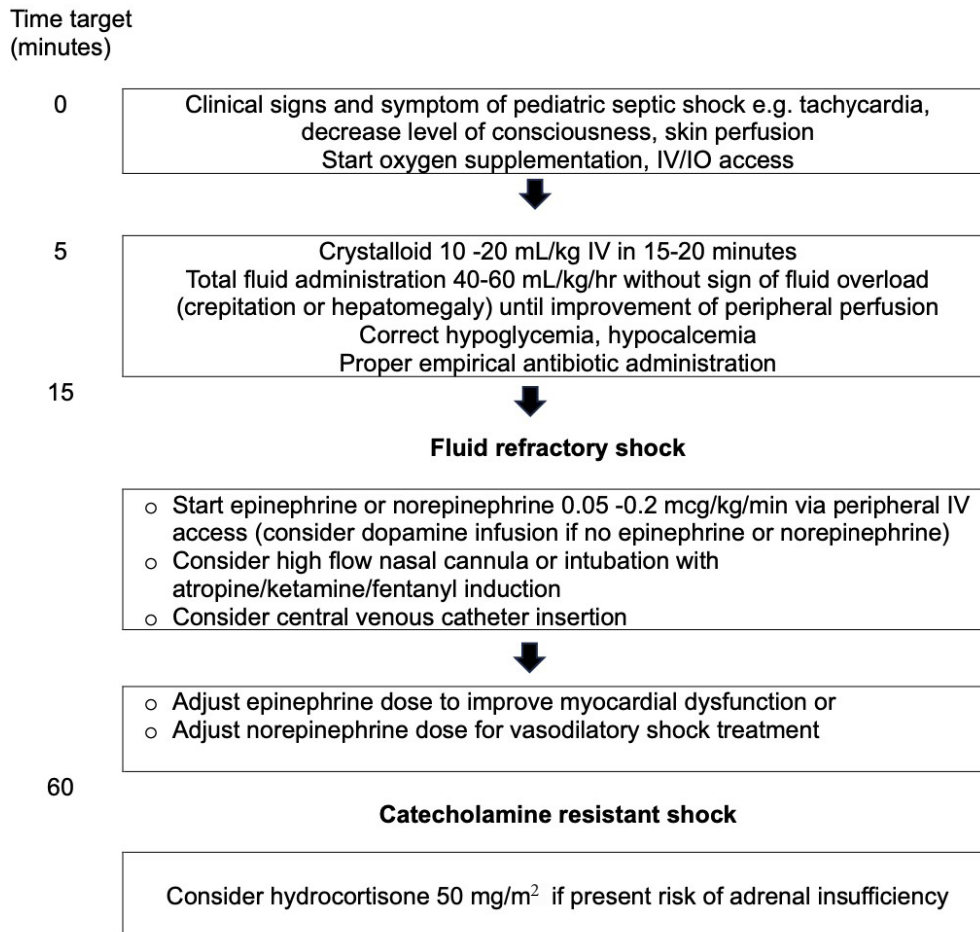 Time target
(minutes)
0
Clinical signs and symptom of pediatric septic shock e.g. tachycardia,
decrease level of consciousness, skin perfusion
Start oxygen supplementation, IV/IO access
5
Crystalloid 10 -20 mL/kg IV in 15-20 minutes
Total fluid administration 40-60 mL/kg/hr without sign of fluid overload
(crepitation or hepatomegaly) until improvement of peripheral perfusion
Correct hypoglycemia, hypocalcemia
Proper empirical antibiotic administration
15
Fluid refractory shock
o Start epinephrine or norepinephrine 0.05 -0.2 mcg/kg/min via peripheral IV
access (consider dopamine infusion if no epinephrine or norepinephrine)
o Consider high flow nasal cannula or intubation with
atropine/ketamine/fentanyl induction
o Consider central venous catheter insertion
o Adjust epinephrine dose to improve myocardial dysfunction or
o Adjust norepinephrine dose for vasodilatory shock treatment
60
Catecholamine resistant shock
Consider hydrocortisone 50 mg/m² if present risk of adrenal insufficiency